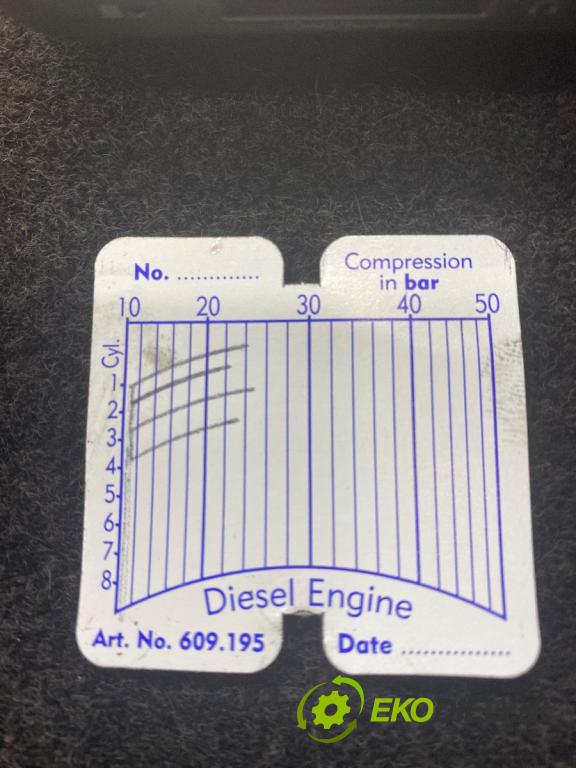 No. .............
Compression
in bar
10 20 30 40 50
Cyl.
1
2
3
4
5
6
7
8
Diesel Engine
Art. No. 609.195
Date ...............
EKO